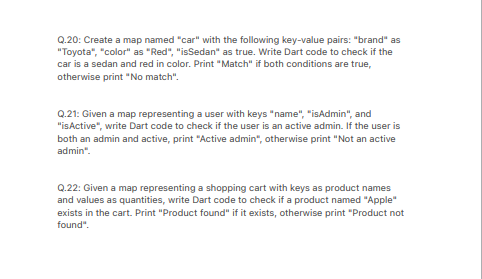 Q.20: Create a map named "car" with the following key-value pairs: "brand" as
"Toyota", "color" as "Red", "isSedan" as true. Write Dart code to check if the
car is a sedan and red in color. Print "Match" if both conditions are true,
otherwise print "No match".
Q.21: Given a map representing a user with keys "name", "isAdmin", and
"isActive", write Dart code to check if the user is an active admin. If the user is
both an admin and active, print "Active admin", otherwise print "Not an active
admin".
Q.22: Given a map representing a shopping cart with keys as product names
and values as quantities, write Dart code to check if a product named "Apple"
exists in the cart. Print "Product found" if it exists, otherwise print "Product not
found".